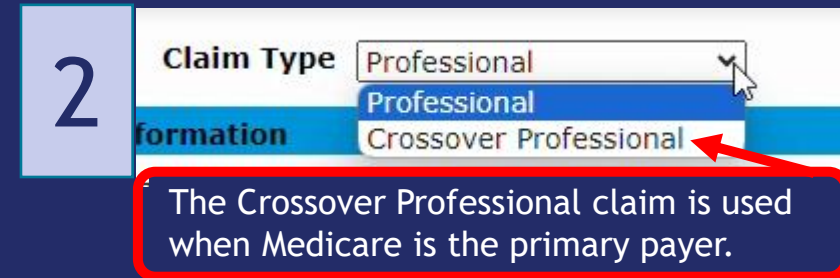 2
Claim Type Professional
Professional
formation Crossover Professional
The Crossover Professional claim is used
when Medicare is the primary payer.